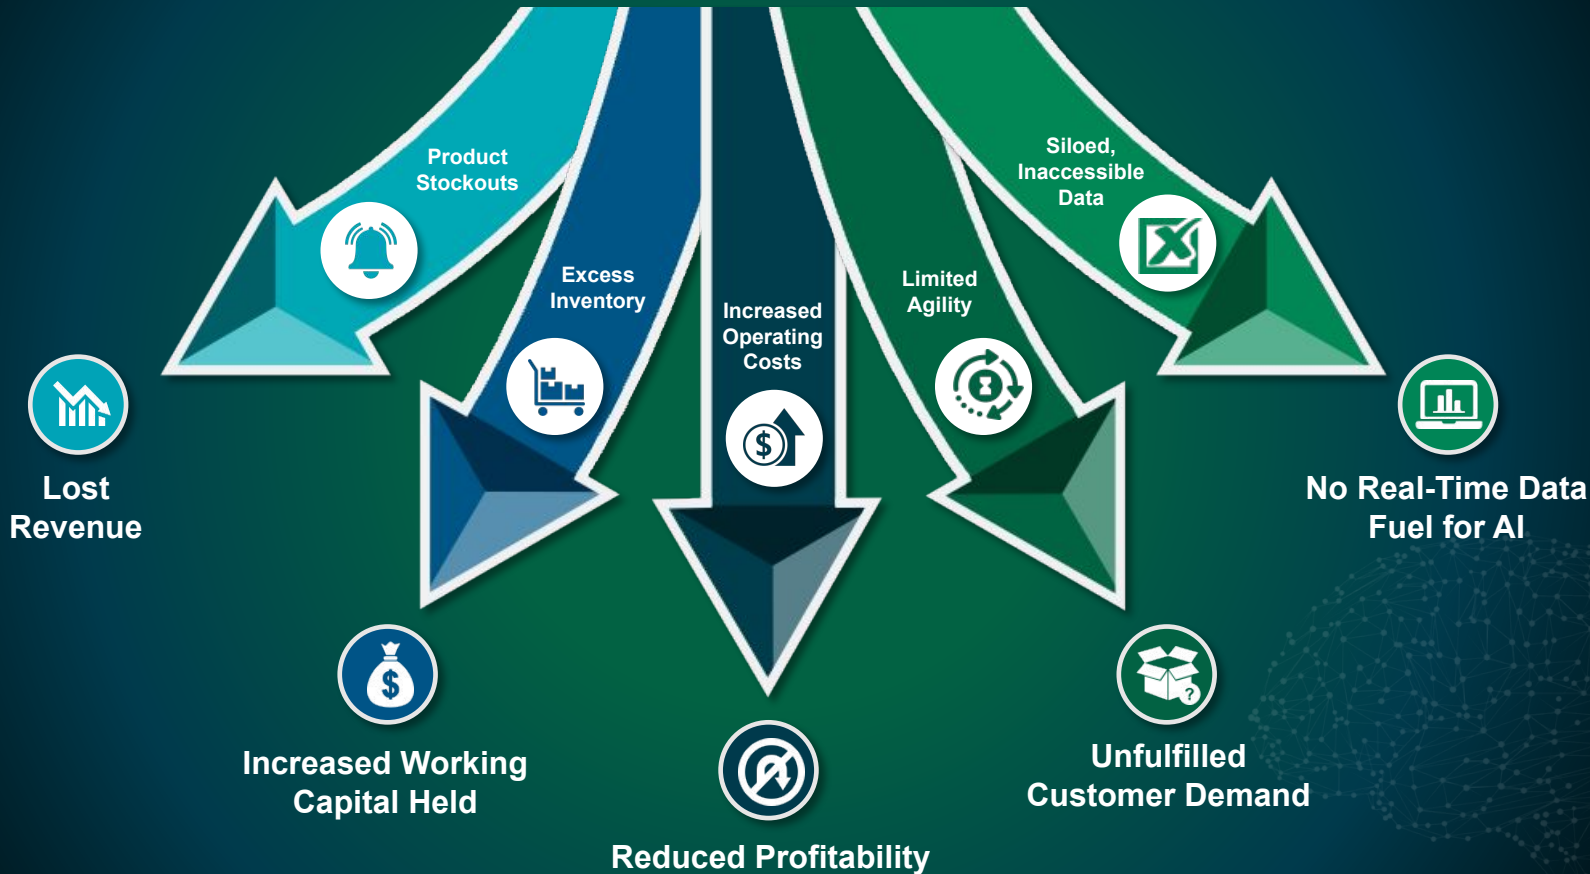 Product
Stockouts
Excess
Inventory
Increased
Operating
Costs
$
Limited
Agility
Siloed,
Inaccessible
Data
X
Lost
Revenue
$
Increased Working
Capital Held
Reduced Profitability
?
Unfulfilled
Customer Demand
No Real-Time Data
Fuel for AI